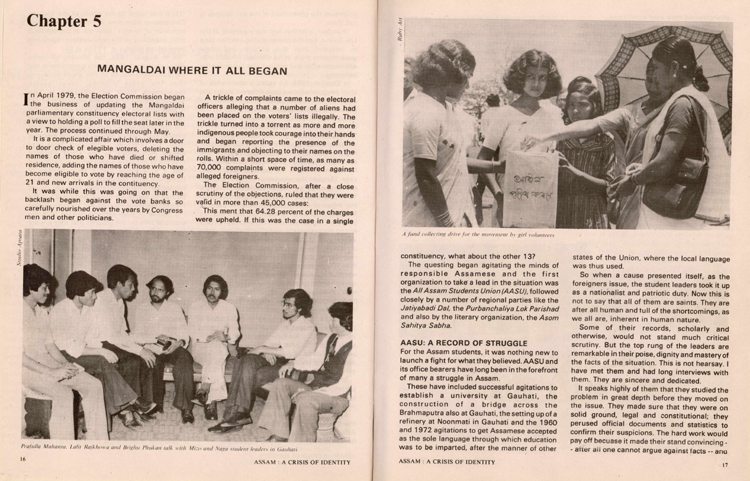 Chapter 5
MANGALDAI WHERE IT ALL BEGAN
In April 1979, the Election Commission began
the business of updating the Mangaldoi
parliamentary constituency electoral lists with
a view to holding a poll to fill the seat later in the
year. The process continued through May.
It is a complicated affair which involves a door
to door check of elegible voters, deleting the
names of those who have died or shifted
residence, adding the names of those who have
become eligible to vote by reaching the age of
21 and new arrivals in the contituency.
It was while this was going on that the
backlash began against the vote banks so
carefully nourished over the years by Congress
men and other politicians.
A trickle of complaints came to the electoral
officers alleging that a number of aliens had
been placed on the voters' lists illegally. The
trickle turned into a torrent as more and more
indigenous people took courage into their hands
and began reporting the presence of the
immigrants and objecting to their names on the
rolls. Within a short space of time, as many as
70,000 complaints were registered against
alleged foreigners.
The Election Commission, after a close
scrutiny of the objections, ruled that they were
valid in more than 45,000 cases:
This ment that 64.28 percent of the charges
were upheld. If this was the case in a single
Studio Apsara
Prafulla Mahanta, Lalit Rajkhowa and Brighu Phukan talk with Mizo and Naga student leaders in Gauhati
16
ASSAM : A CRISIS OF IDENTITY
Ruby Art
A fund collecting drive for the movement by girl volunteers
constituency, what about the other 13?
The questing began agitating the minds of
responsible Assamese and the first
organization to take a lead in the situation was
the All Assam Students Union (AASU), followed
closely by a number of regional parties like the
Jatiyabadi Dal, the Purbanchaliya Lok Parishad
and also by the literary organization, the Asom
Sahitya Sabha.
AASU: A RECORD OF STRUGGLE
For the Assam students, it was nothing new to
launch a fight for what they believed. AASU and
its office bearers have long been in the forefront
of many a struggle in Assam.
These have included successful agitations to
establish a university at Gauhati, the
construction of a bridge across the
Brahmaputra also at Gauhati, the setting up of a
refinery at Noonmati in Gauhati and the 1960
and 1972 agitations to get Assamese accepted
as the sole language through which education
was to be imparted, after the manner of other
states of the Union, where the local language
was thus used.
So when a cause presented itself, as the
foreigners issue, the student leaders took it up
as a nationalist and patriotic duty. Now this is
not to say that all of them are saints. They are
after all human and full of the shortcomings, as
we all are, inherent in human nature.
Some of their records, scholarly and
otherwise, would not stand much critical
scrutiny. But the top rung of the leaders are
remarkable in their poise, dignity and mastery of
the facts of the situation. This is not hearsay. I
have met them and had long interviews with
them. They are sincere and dedicated.
It speaks highly of them that they studied the
problem in great depth before they moved on
the issue. They made sure that they were on
solid ground, legal and constitutional; they
perused official documents and statistics to
confirm their suspicions. The hard work would
pay off because it made their stand convincing -
- after all one cannot argue against facts -- and
ASSAM : A CRISIS OF IDENTITY
17